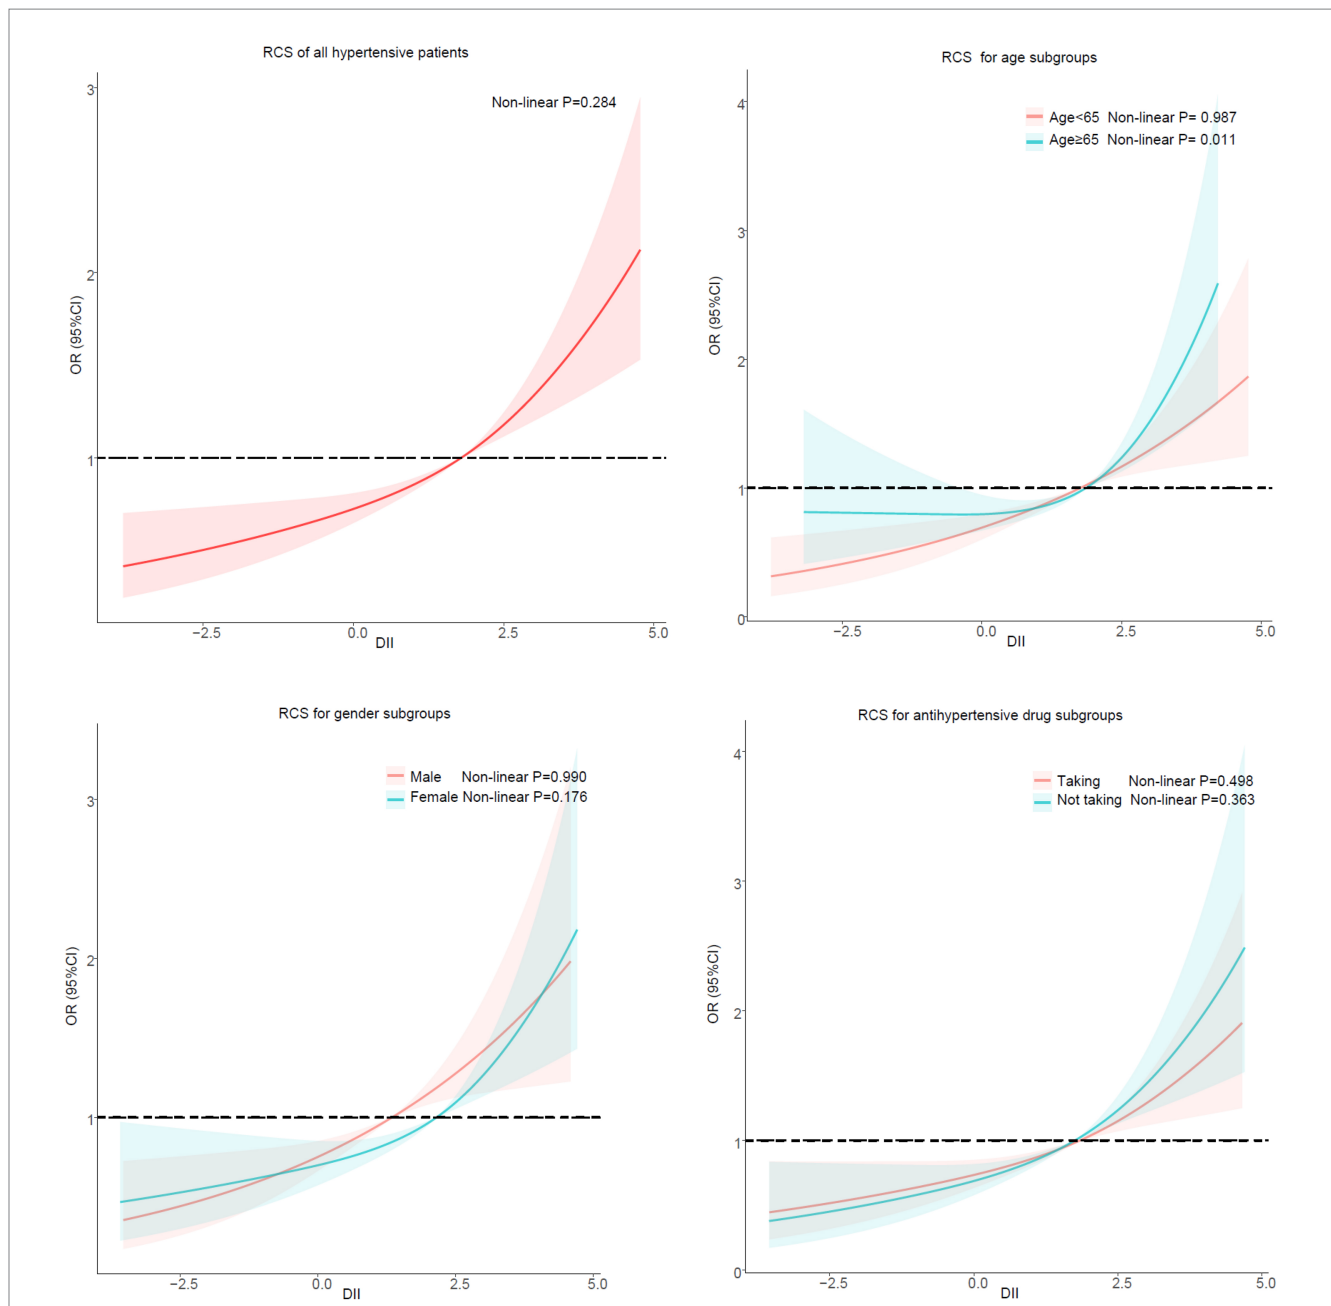 RCS of all hypertensive patients
Non-linear P=0.284
3
2
1
OR (95%CI)
−2.5 0.0 2.5 5.0
DII
RCS for age subgroups
Age<65 Non-linear P= 0.987
Age≥65 Non-linear P= 0.011
4
3
2
1
0
OR (95%CI)
−2.5 0.0 2.5 5.0
DII
RCS for gender subgroups
Male Non-linear P=0.990
Female Non-linear P=0.176
3
2
1
OR (95%CI)
−2.5 0.0 2.5 5.0
DII
RCS for antihypertensive drug subgroups
Taking Non-linear P=0.498
Not taking Non-linear P=0.363
4
3
2
1
0
OR (95%CI)
−2.5 0.0 2.5 5.0
DII